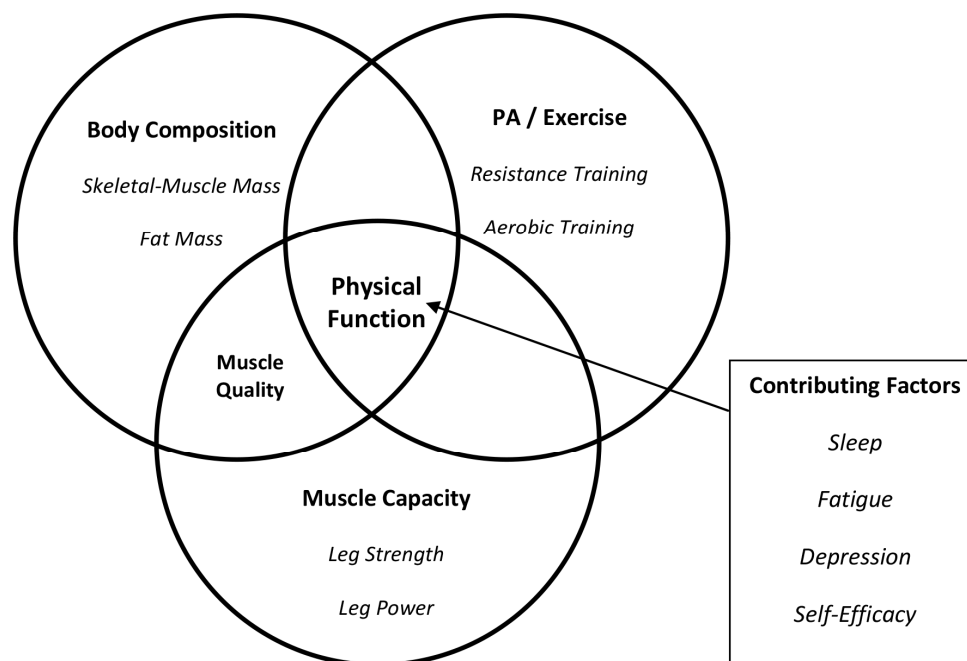 Body Composition
Skeletal-Muscle Mass
Fat Mass
PA / Exercise
Resistance Training
Aerobic Training
Physical
Function
Muscle
Quality
Muscle Capacity
Leg Strength
Leg Power
Contributing Factors
Sleep
Fatigue
Depression
Self-Efficacy